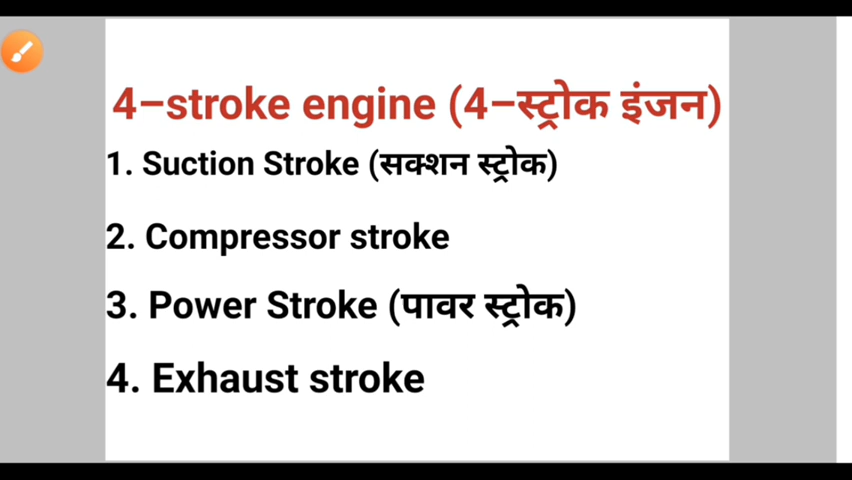 4–stroke engine (4–स्ट्रोक इंजन)
1. Suction Stroke (सक्शन स्ट्रोक)
2. Compressor stroke
3. Power Stroke (पावर स्ट्रोक)
4. Exhaust stroke